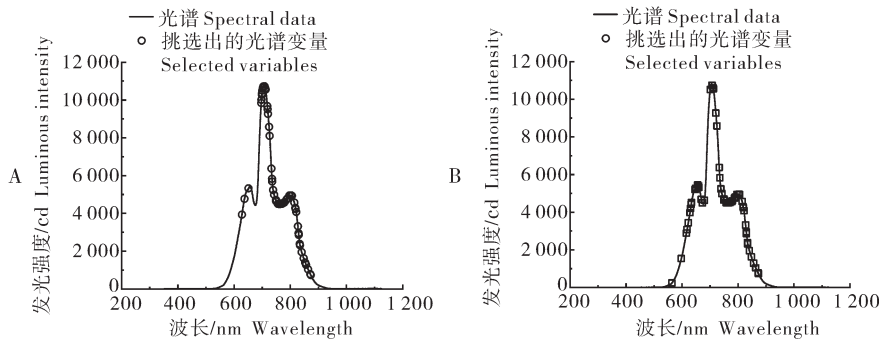 A
光谱 Spectral data
挑选出的光谱变量
Selected variables
发光强度/cd Luminous intensity
12 000
10 000
8 000
6 000
4 000
2 000
0
200 400 600 800 1 000 1 200
波长/nm Wavelength
B
光谱 Spectral data
挑选出的光谱变量
Selected variables
发光强度/cd Luminous intensity
12 000
10 000
8 000
6 000
4 000
2 000
0
200 400 600 800 1 000 1 200
波长/nm Wavelength